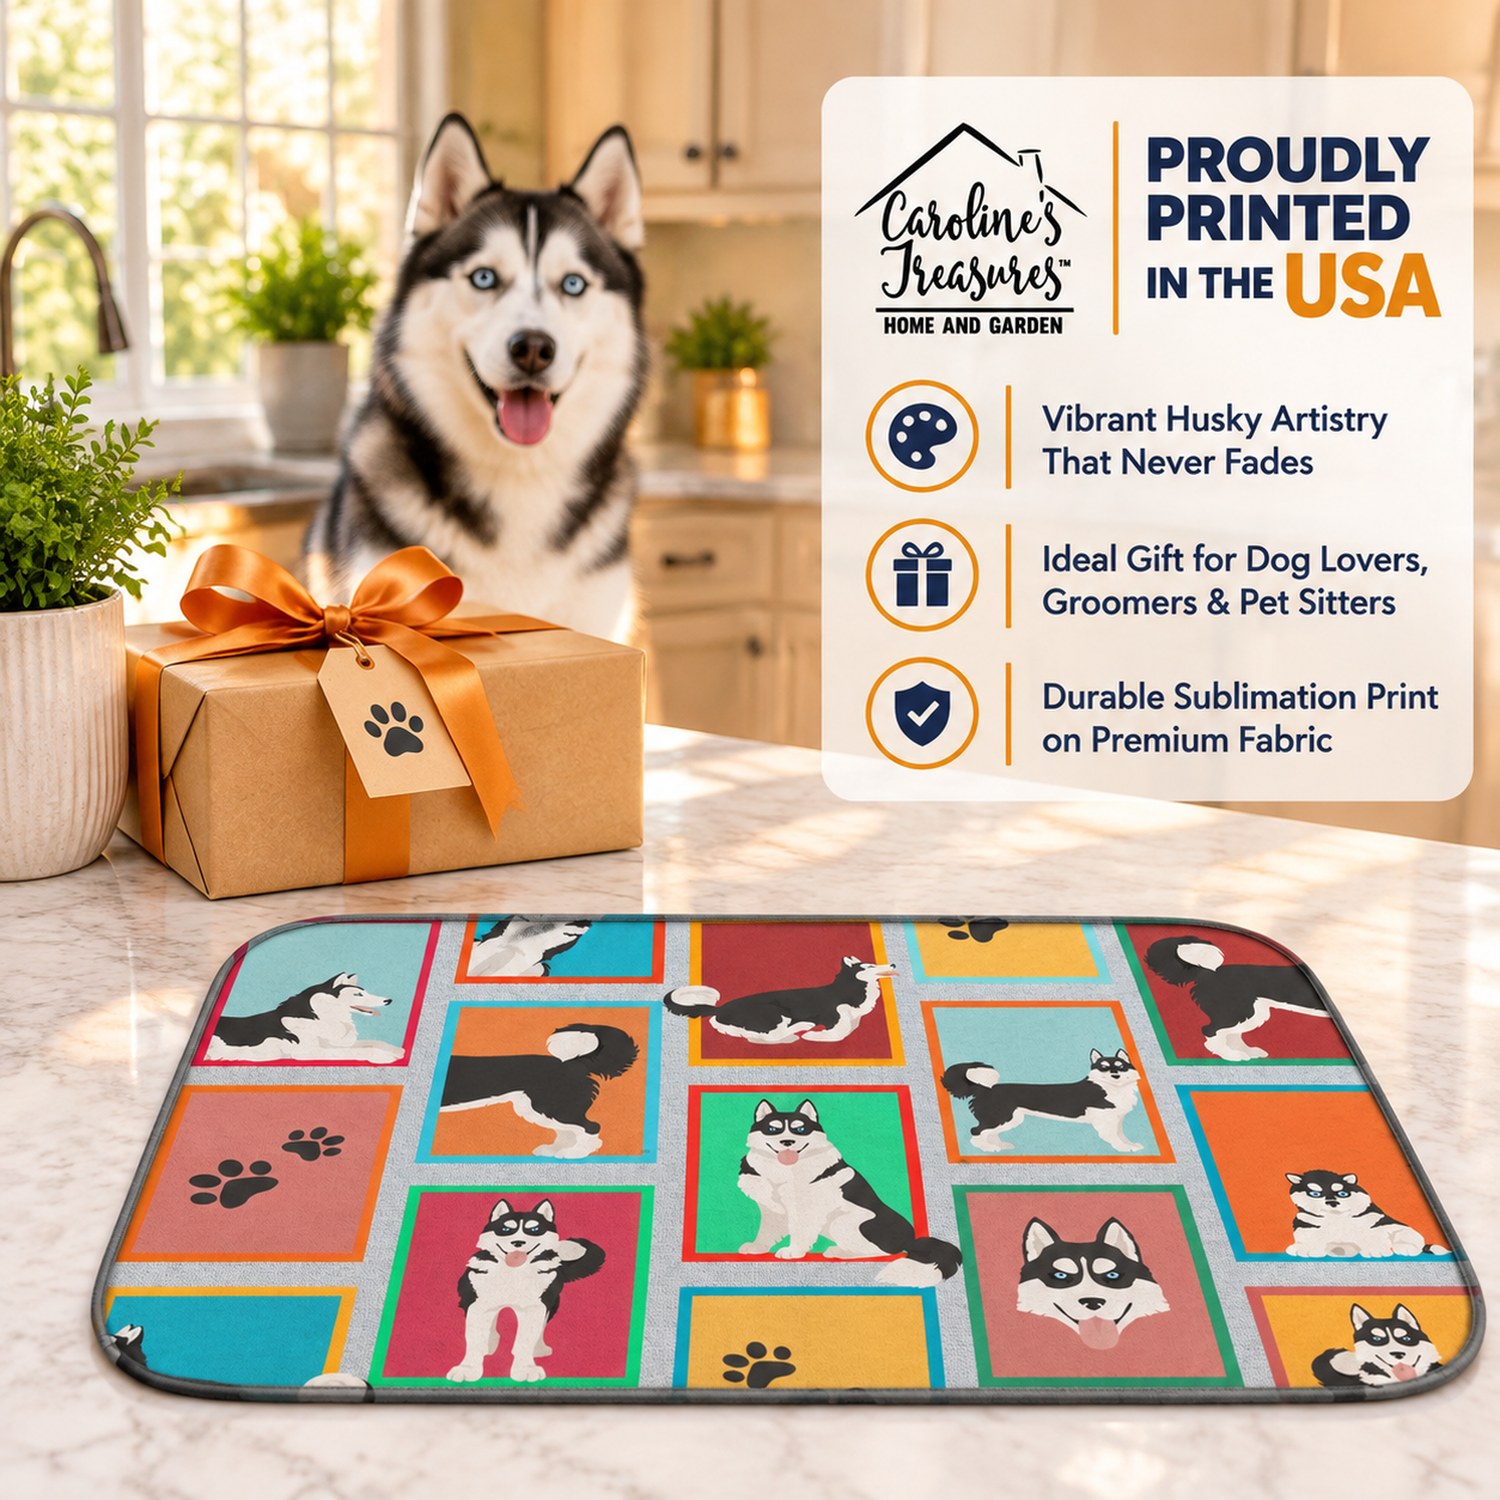 Caroline's
Treasures™
HOME AND GARDEN
PROUDLY
PRINTED
IN THE USA
Vibrant Husky Artistry
That Never Fades
Ideal Gift for Dog Lovers,
Groomers & Pet Sitters
Durable Sublimation Print
on Premium Fabric